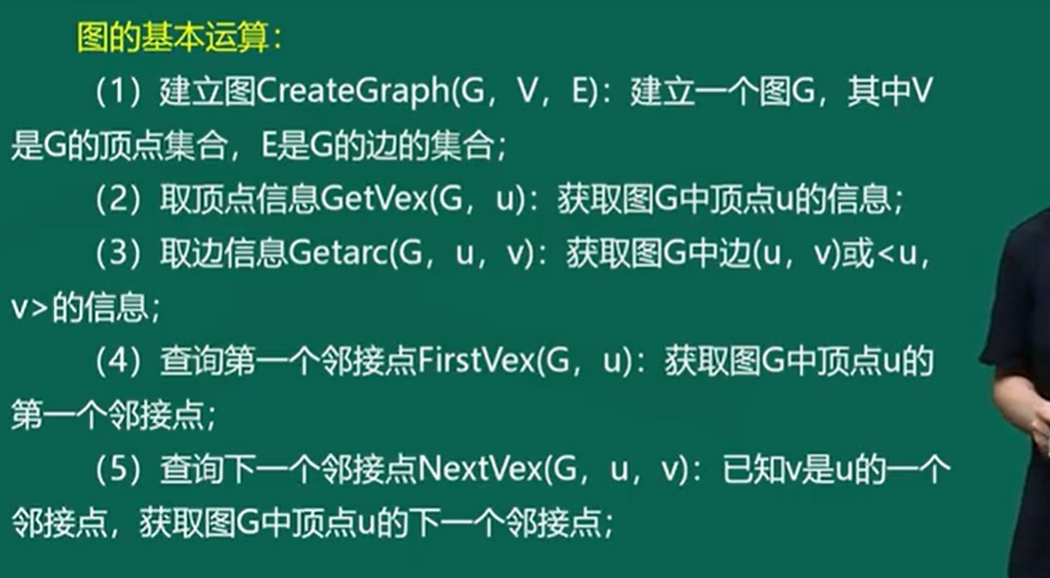 图的基本运算：
（1）建立图CreateGraph(G，V，E)：建立一个图G，其中V
是G的顶点集合，E是G的边的集合；
（2）取顶点信息GetVex(G，u)：获取图G中顶点u的信息；
（3）取边信息Getarc(G，u，v)：获取图G中边(u，v)或<u，
v>的信息；
（4）查询第一个邻接点FirstVex(G，u)：获取图G中顶点u的
第一个邻接点；
（5）查询下一个邻接点NextVex(G，u，v)：已知v是u的一个
邻接点，获取图G中顶点u的下一个邻接点；